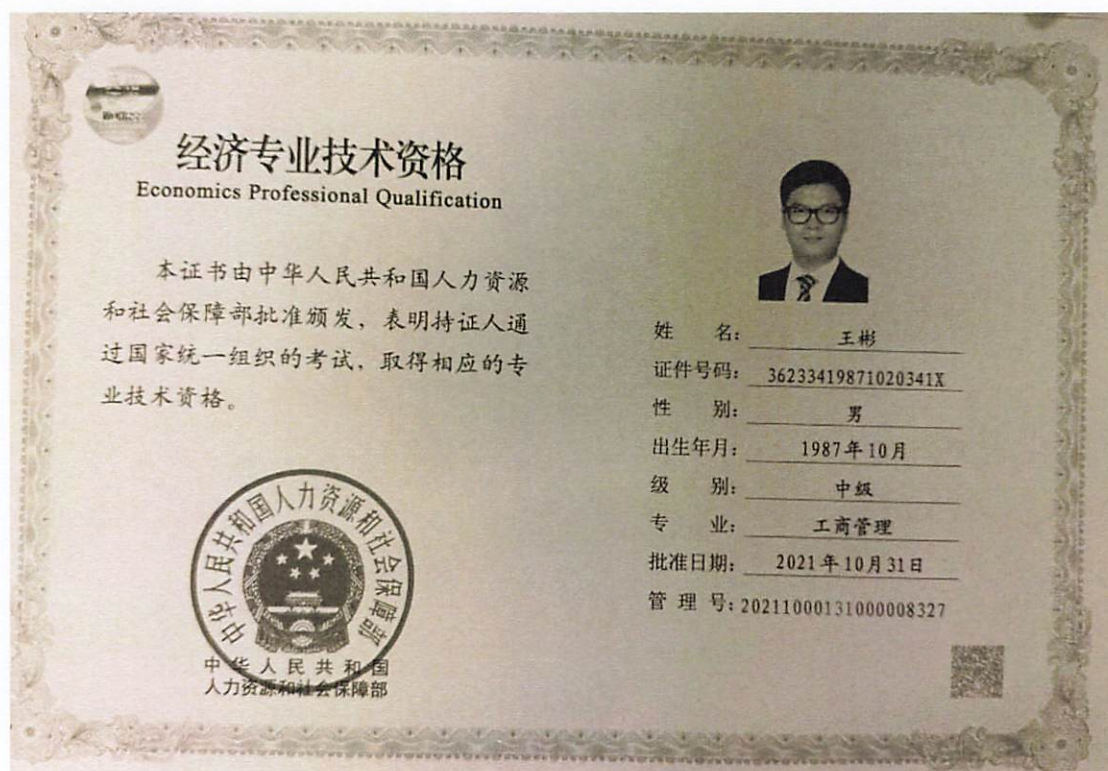 经济专业技术资格
Economics Professional Qualification
本证书由中华人民共和国人力资源
和社会保障部批准颁发，表明持证人通
过国家统一组织的考试，取得相应的专
业技术资格。
中华人民共和国人力资源和社会保障部
中华人民共和国
人力资源和社会保障部
姓 名：王彬
证件号码：36233419871020341X
性 别：男
出生年月：1987年10月
级 别：中级
专 业：工商管理
批准日期：2021年10月31日
管 理 号：20211000131000008327